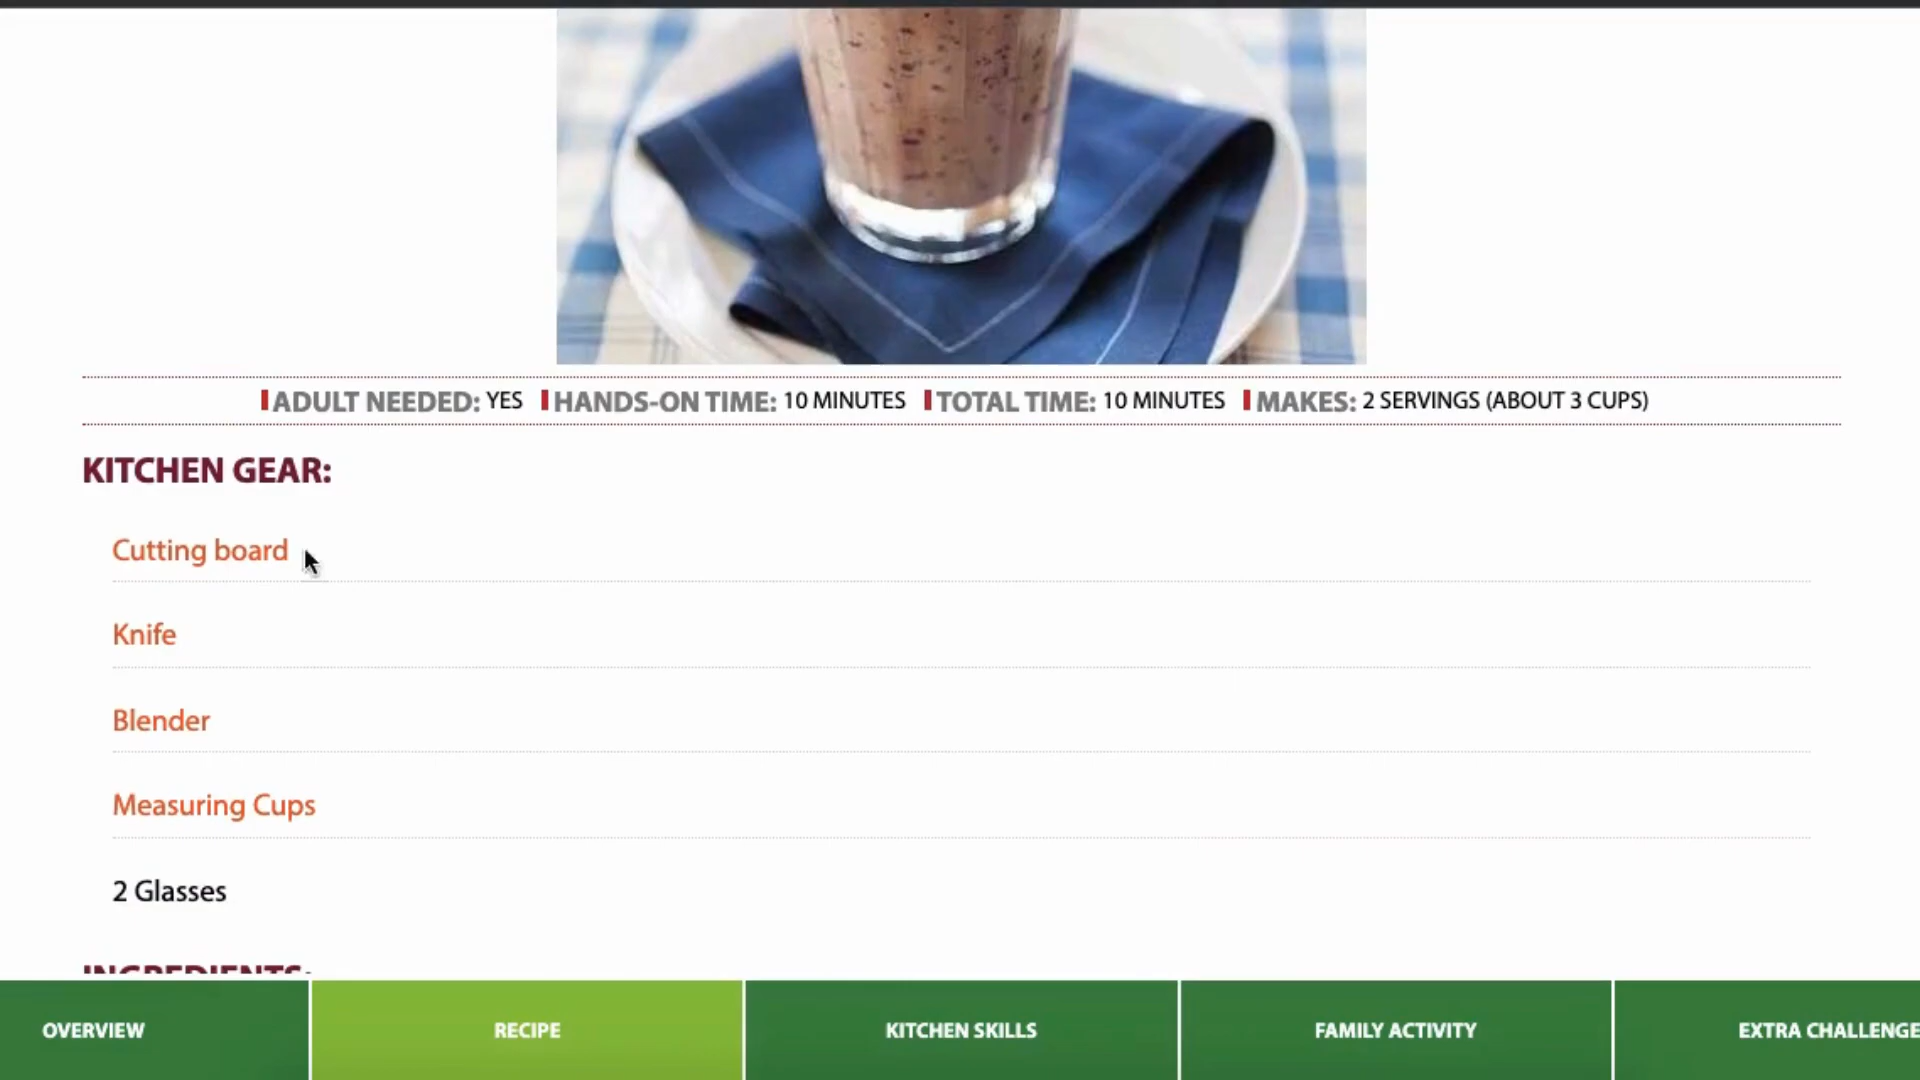 ADULT NEEDED: YES HANDS-ON TIME: 10 MINUTES TOTAL TIME: 10 MINUTES MAKES: 2 SERVINGS (ABOUT 3 CUPS)
KITCHEN GEAR:
Cutting board
Knife
Blender
Measuring Cups
2 Glasses
INGREDIENTS:
OVERVIEW RECIPE KITCHEN SKILLS FAMILY ACTIVITY EXTRA CHALLENGE